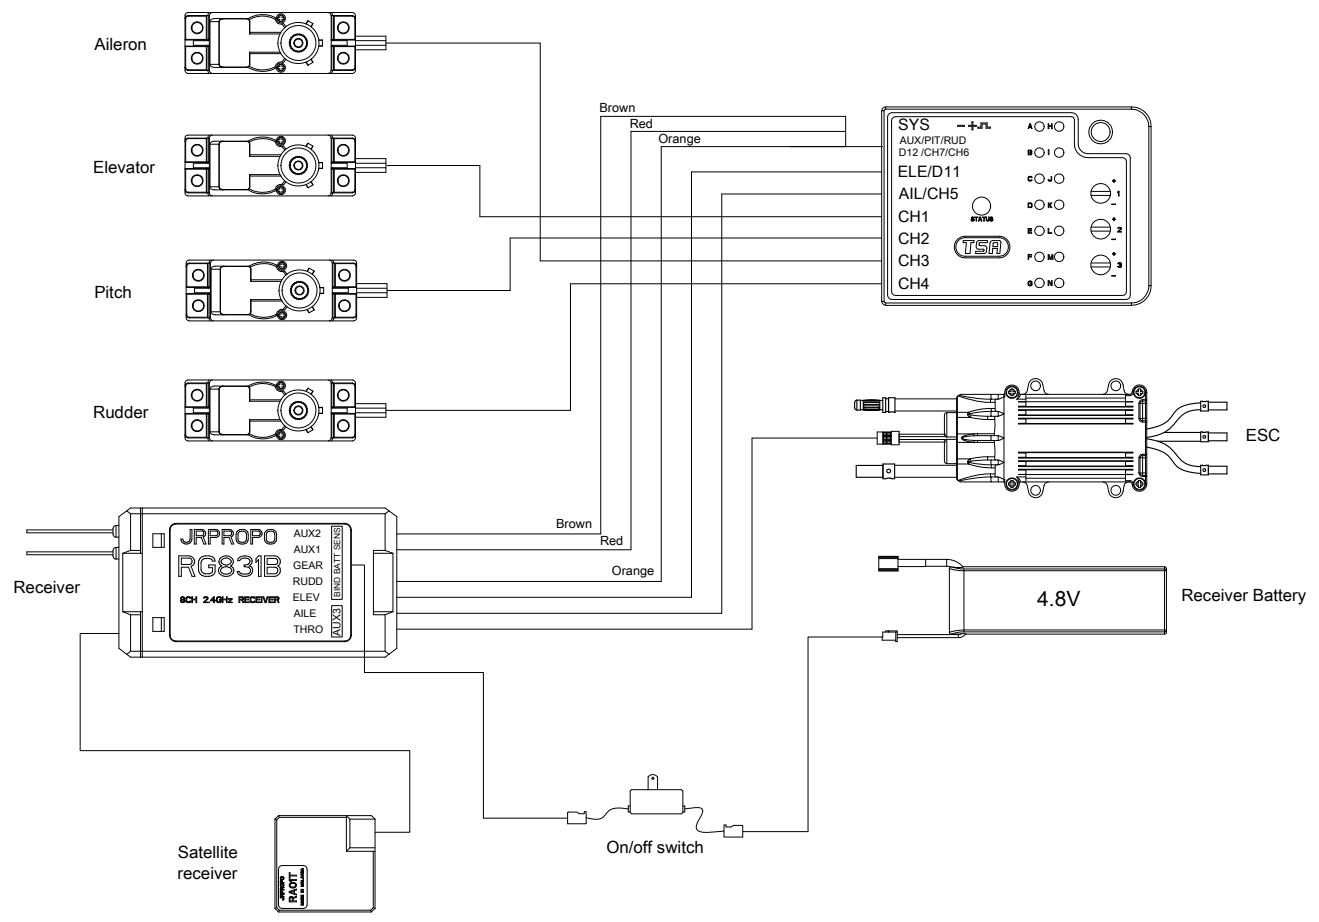 Aileron
Elevator
Pitch
Rudder
Brown
Red
Orange
SYS
AUX/PIT/RUD
D12 /CH7/CH6
ELE/D11
AIL/CH5
CH1
CH2
CH3
CH4
STATUS
TSA
A H
B I
C J
D K
E L
F M
G N
+ 1 -
+ 2 -
+ 3 -
ESC
Brown
Red
Orange
Receiver
JRPROPO
RG831B
8CH 2.4GHz RECEIVER
AUX2
AUX1
GEAR
RUDD
ELEV
AILE
THRO
BIND BATT SENS
AUX3
4.8V
Receiver Battery
On/off switch
Satellite
receiver
JRPROPO
RA01T